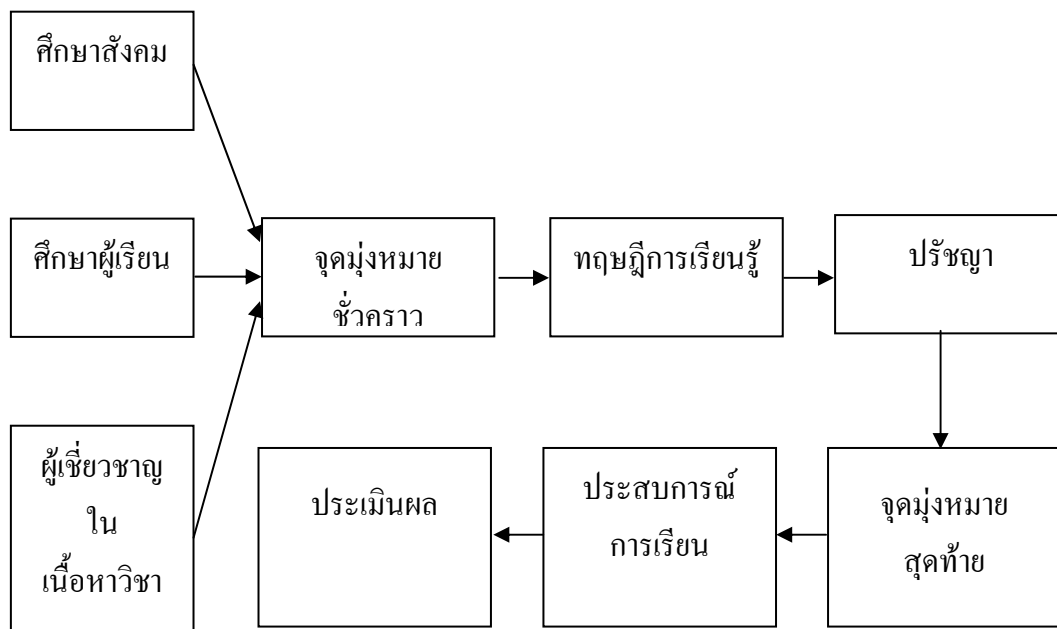 ศึกษาสังคม
ศึกษาผู้เรียน
จุดมุ่งหมาย
ชั่วคราว
ทฤษฎีการเรียนรู้
ปรัชญา
ผู้เชี่ยวชาญ
ใน
เนื้อหาวิชา
ประเมินผล
ประสบการณ์
การเรียน
จุดมุ่งหมาย
สุดท้าย